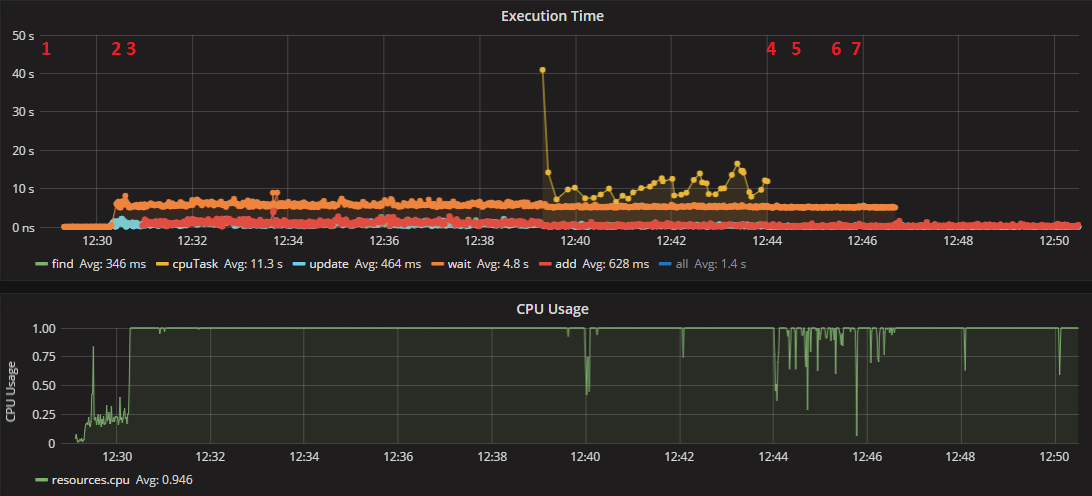 Execution Time
50 s
1 2 3 4 5 6 7
40 s
30 s
20 s
10 s
0 ns
12:30 12:32 12:34 12:36 12:38 12:40 12:42 12:44 12:46 12:48 12:50
find Avg: 346 ms cpuTask Avg: 11.3 s update Avg: 464 ms wait Avg: 4.8 s add Avg: 628 ms all Avg: 1.4 s
CPU Usage
1.00
0.75
0.50
0.25
0
CPU Usage
12:30 12:32 12:34 12:36 12:38 12:40 12:42 12:44 12:46 12:48 12:50
resources.cpu Avg: 0.946